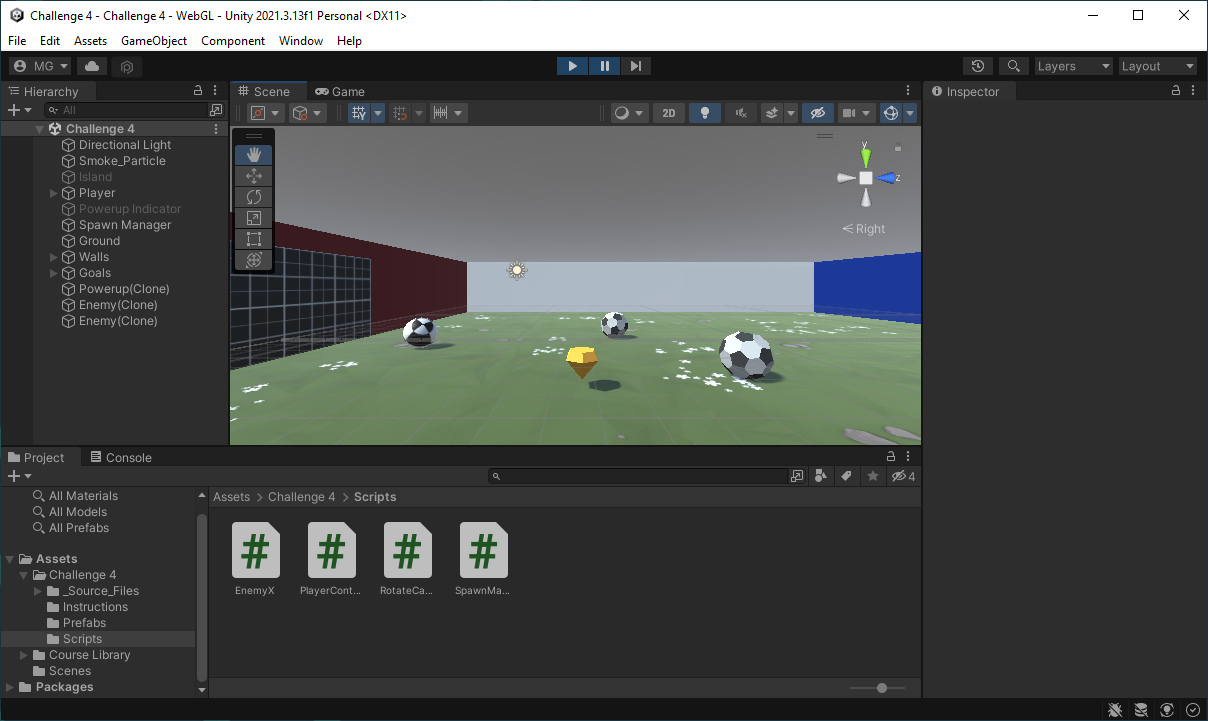 Challenge 4 - Challenge 4 - WebGL - Unity 2021.3.13f1 Personal <DX11>
File Edit Assets GameObject Component Window Help
MG Layers Layout
Hierarchy
All
Challenge 4
Directional Light
Smoke_Particle
Island
Player
Powerup Indicator
Spawn Manager
Ground
Walls
Goals
Powerup(Clone)
Enemy(Clone)
Enemy(Clone)
Scene Game
2D
y
z
Right
Inspector
Project Console
4
All Materials
All Models
All Prefabs
Assets
Challenge 4
_Source_Files
Instructions
Prefabs
Scripts
Course Library
Scenes
Packages
Assets > Challenge 4 > Scripts
EnemyX PlayerCont... RotateCa... SpawnMa...